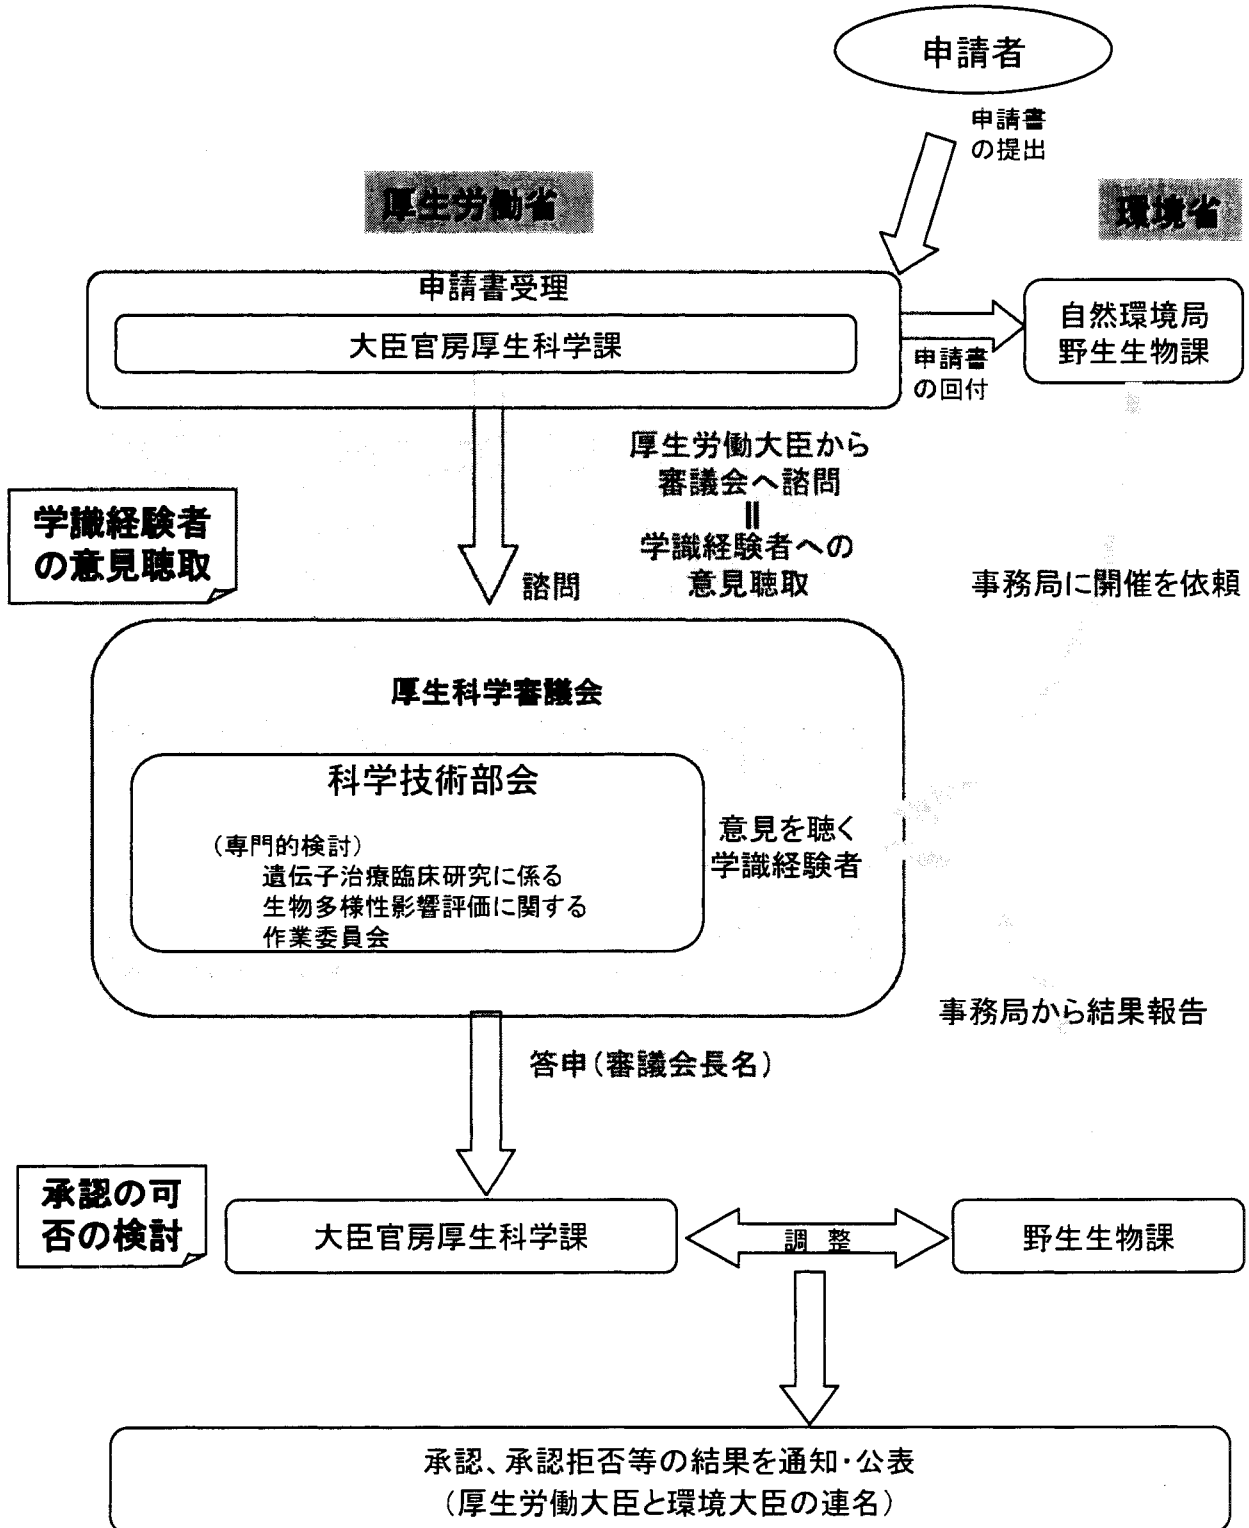 申請者
申請書
の提出
厚生労働省
環境省
申請書受理
大臣官房厚生科学課
自然環境局
野生生物課
申請書
の回付
厚生労働大臣から
審議会へ諮問
||
学識経験者への
意見聴取
学識経験者
の意見聴取
諮問
事務局に開催を依頼
厚生科学審議会
科学技術部会
(専門的検討)
遺伝子治療臨床研究に係る
生物多様性影響評価に関する
作業委員会
意見を聴く
学識経験者
事務局から結果報告
答申(審議会長名)
承認の可
否の検討
大臣官房厚生科学課
調 整
野生生物課
承認、承認拒否等の結果を通知・公表
(厚生労働大臣と環境大臣の連名)